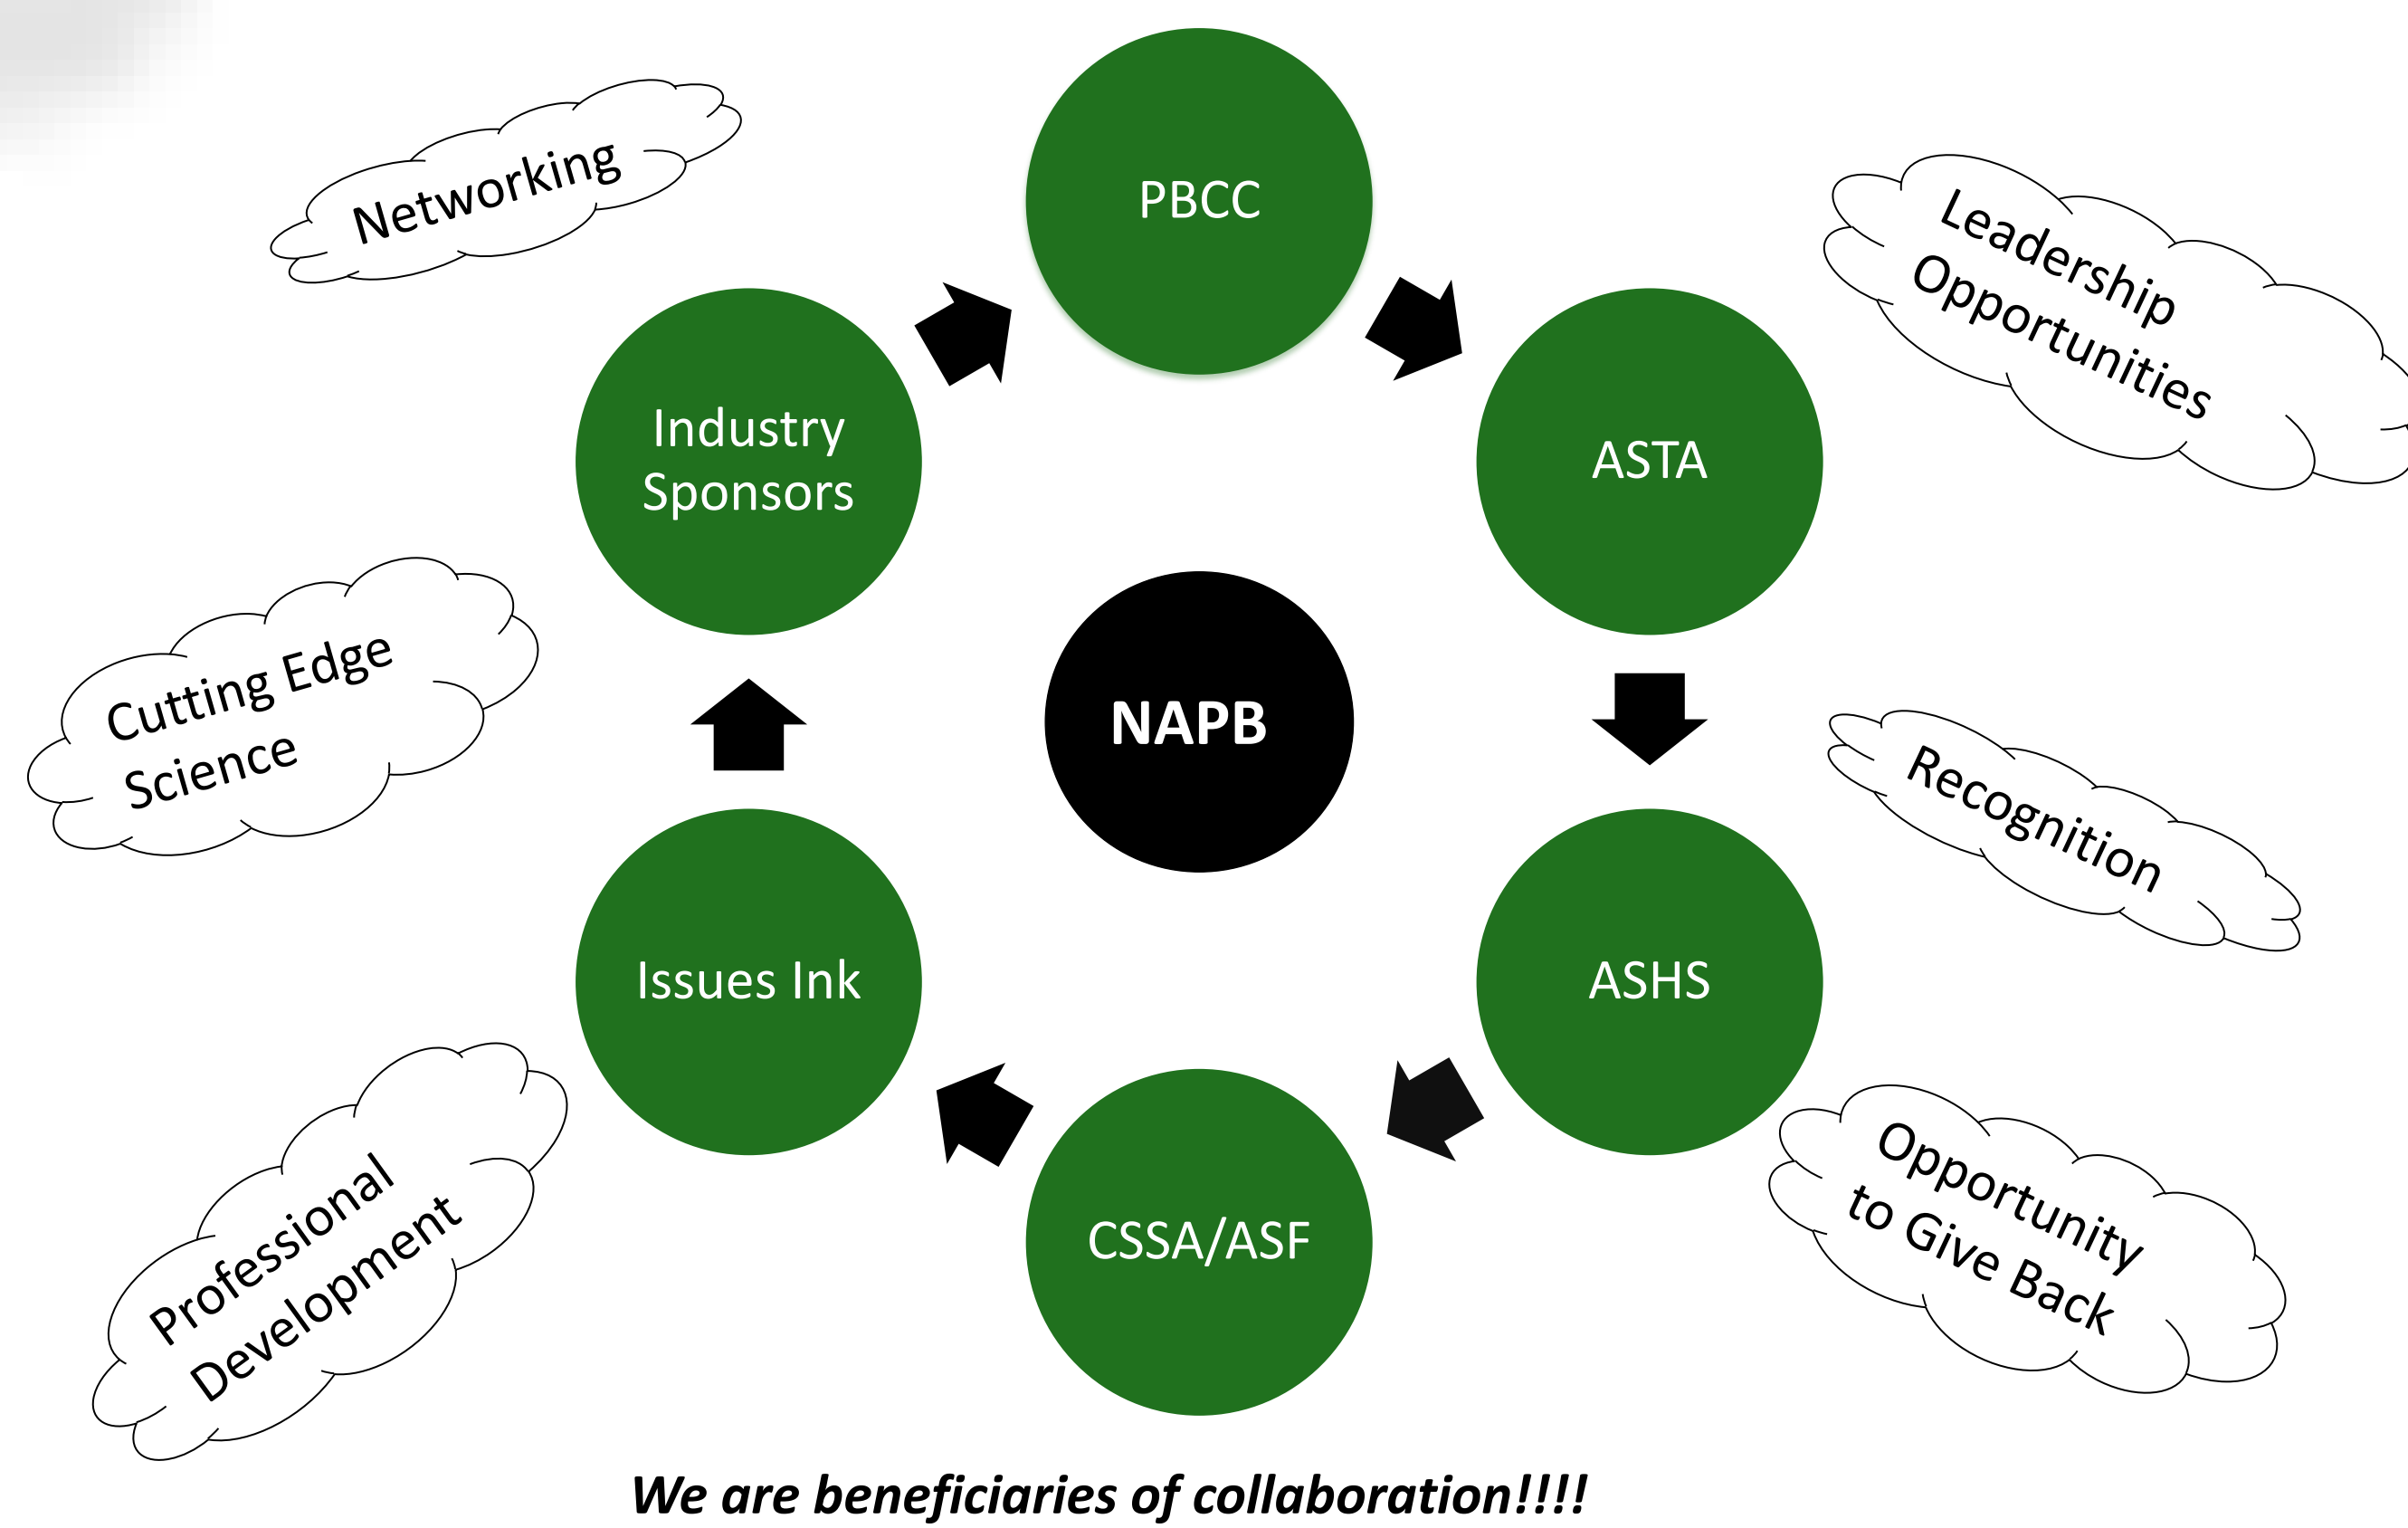 Networking
PBCC
Leadership
Opportunities
Industry
Sponsors
ASTA
Cutting Edge
Science
NAPB
Recognition
Issues Ink
ASHS
Professional
Development
CSSA/ASF
Opportunity
to Give Back
We are beneficiaries of collaboration!!!!